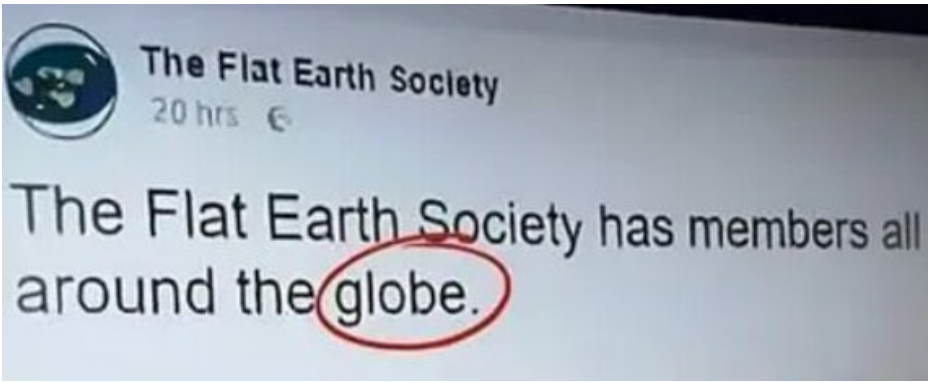 The Flat Earth Society
20 hrs
The Flat Earth Society has members all
around the globe.